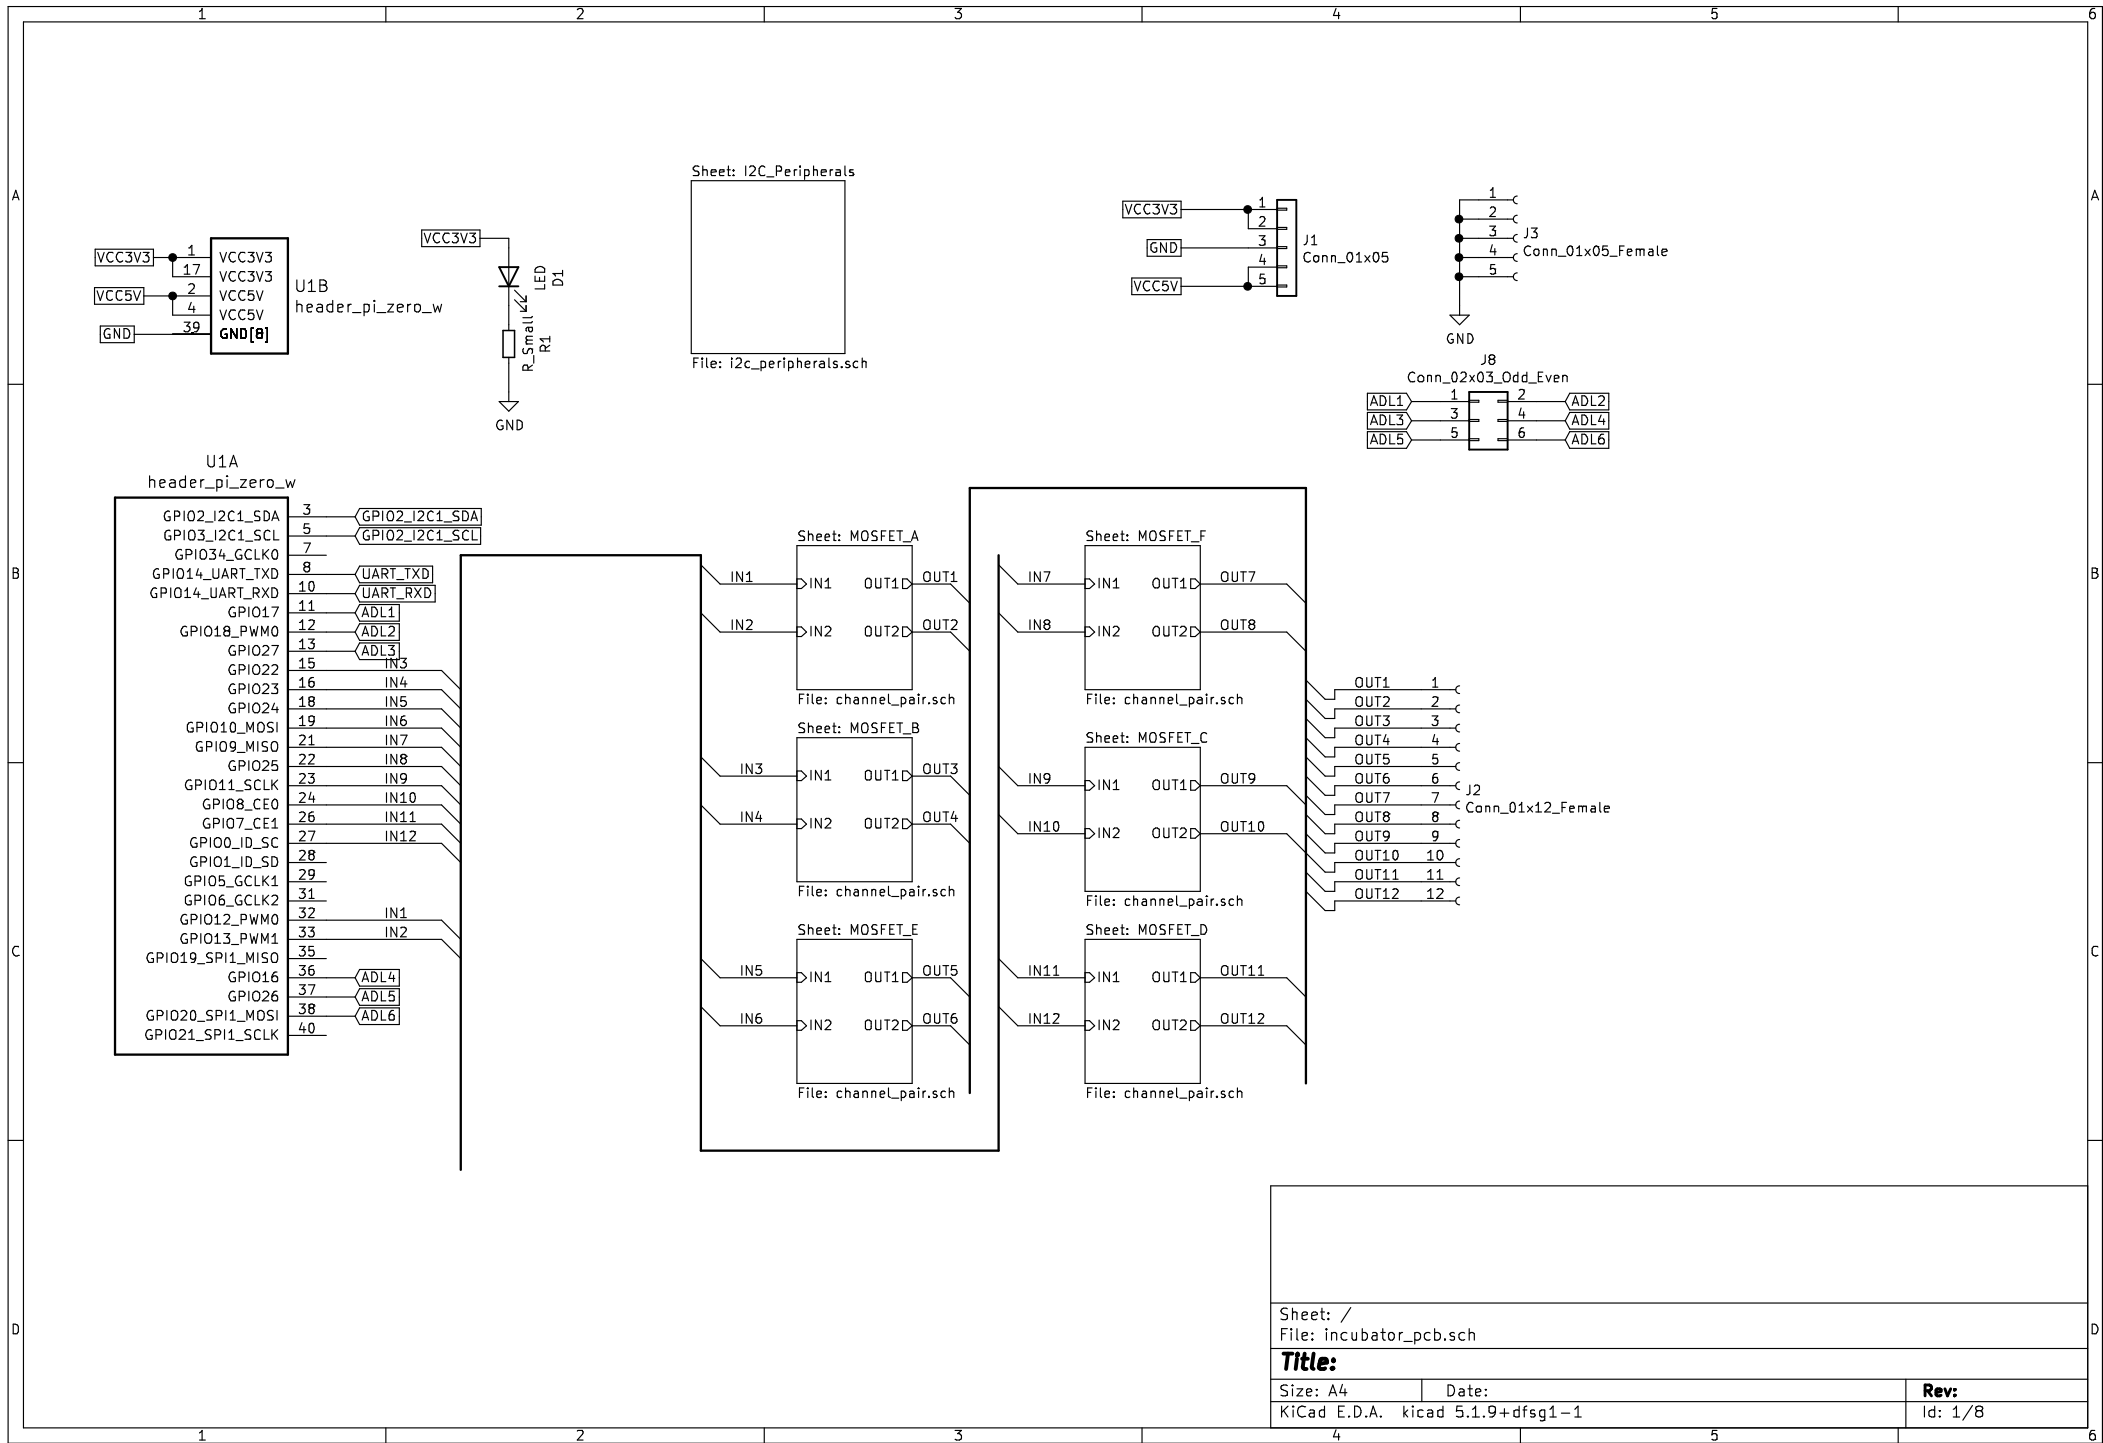 1 2 3 4 5 6
A
B
C
D
A
B
C
D
1 2 3 4 5 6
VCC3V3
VCC5V
GND
1 VCC3V3
17 VCC3V3
2 VCC5V
4 VCC5V
39 GND[8]
U1B
header_pi_zero_w
VCC3V3
LED
D1
R_Small
R1
GND
Sheet: I2C_Peripherals
File: i2c_peripherals.sch
VCC3V3
GND
VCC5V
1
2
3
4
5
J1
Conn_01x05
1
2
3
4
5
J3
Conn_01x05_Female
GND
J8
Conn_02x03_Odd_Even
ADL1 1 2 ADL2
ADL3 3 4 ADL4
ADL5 5 6 ADL6
U1A
header_pi_zero_w
GPIO2_I2C1_SDA 3 GPIO2_I2C1_SDA
GPIO3_I2C1_SCL 5 GPIO2_I2C1_SCL
GPIO34_GCLK0 7
GPIO14_UART_TXD 8 UART_TXD
GPIO14_UART_RXD 10 UART_RXD
GPIO17 11 ADL1
GPIO18_PWM0 12 ADL2
GPIO27 13 ADL3
GPIO22 15 IN3
GPIO23 16 IN4
GPIO24 18 IN5
GPIO10_MOSI 19 IN6
GPIO9_MISO 21 IN7
GPIO25 22 IN8
GPIO11_SCLK 23 IN9
GPIO8_CE0 24 IN10
GPIO7_CE1 26 IN11
GPIO0_ID_SC 27 IN12
GPIO1_ID_SD 28
GPIO5_GCLK1 29
GPIO6_GCLK2 31
GPIO12_PWM0 32 IN1
GPIO13_PWM1 33 IN2
GPIO19_SPI1_MISO 35
GPIO16 36 ADL4
GPIO26 37 ADL5
GPIO20_SPI1_MOSI 38 ADL6
GPIO21_SPI1_SCLK 40
Sheet: MOSFET_A
IN1 IN1 OUT1 OUT1
IN2 IN2 OUT2 OUT2
File: channel_pair.sch
Sheet: MOSFET_B
IN3 IN1 OUT1 OUT3
IN4 IN2 OUT2 OUT4
File: channel_pair.sch
Sheet: MOSFET_E
IN5 IN1 OUT1 OUT5
IN6 IN2 OUT2 OUT6
File: channel_pair.sch
Sheet: MOSFET_F
IN7 IN1 OUT1 OUT7
IN8 IN2 OUT2 OUT8
File: channel_pair.sch
Sheet: MOSFET_C
IN9 IN1 OUT1 OUT9
IN10 IN2 OUT2 OUT10
File: channel_pair.sch
Sheet: MOSFET_D
IN11 IN1 OUT1 OUT11
IN12 IN2 OUT2 OUT12
File: channel_pair.sch
OUT1 1
OUT2 2
OUT3 3
OUT4 4
OUT5 5
OUT6 6
OUT7 7
OUT8 8
OUT9 9
OUT10 10
OUT11 11
OUT12 12
J2
Conn_01x12_Female
Sheet: /
File: incubator_pcb.sch
Title:
Size: A4 Date: Rev:
KiCad E.D.A. kicad 5.1.9+dfsg1-1 Id: 1/8